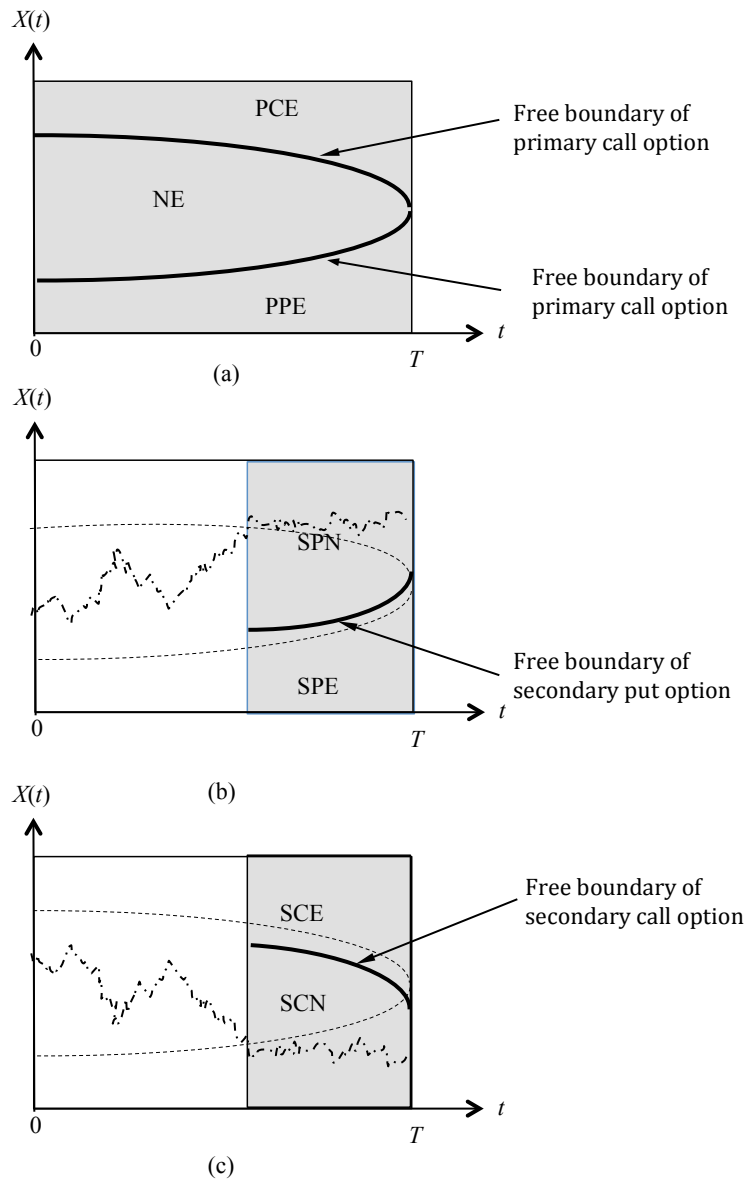 X(t)
PCE
Free boundary of
primary call option
NE
Free boundary of
primary call option
PPE
0
T
t
(a)
X(t)
SPN
Free boundary of
secondary put option
SPE
0
T
t
(b)
X(t)
Free boundary of
secondary call option
SCE
SCN
0
T
t
(c)